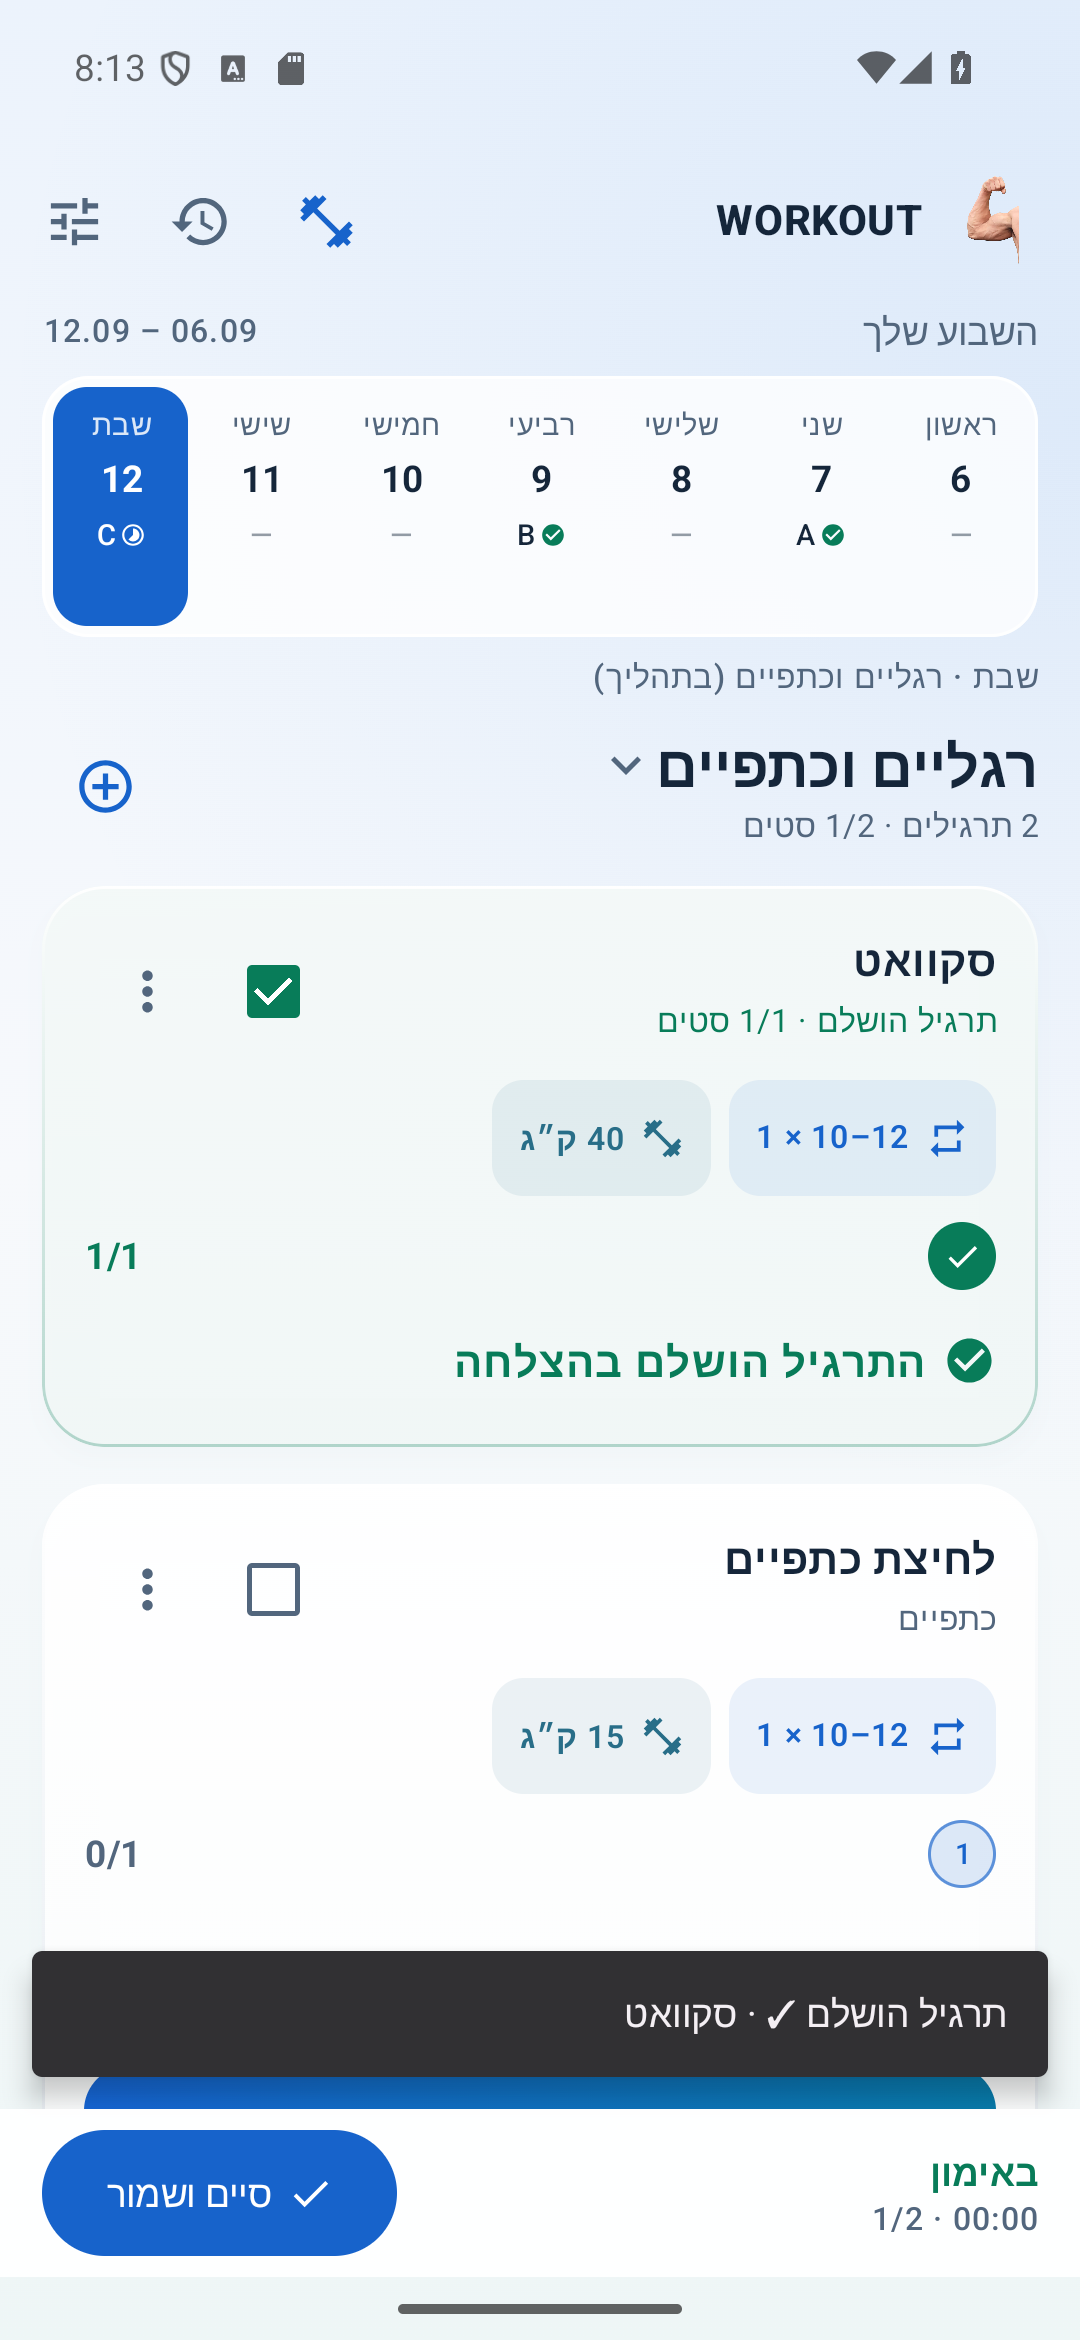 8:13
WORKOUT
השבוע שלך
12.09 – 06.09
ראשון שני שלישי רביעי חמישי שישי שבת
6 7 8 9 10 11 12
– A – B – – C
שבת · רגליים וכתפיים (בתהליך)
רגליים וכתפיים
2 תרגילים · 1/2 סטים
סקוואט
תרגיל הושלם · 1/1 סטים
1 × 10–12
40 ק״ג
1/1
התרגיל הושלם בהצלחה
לחיצת כתפיים
כתפיים
1 × 10–12
15 ק״ג
1
0/1
תרגיל הושלם ✓ · סקוואט
באימון
1/2 · 00:00
סיים ושמור